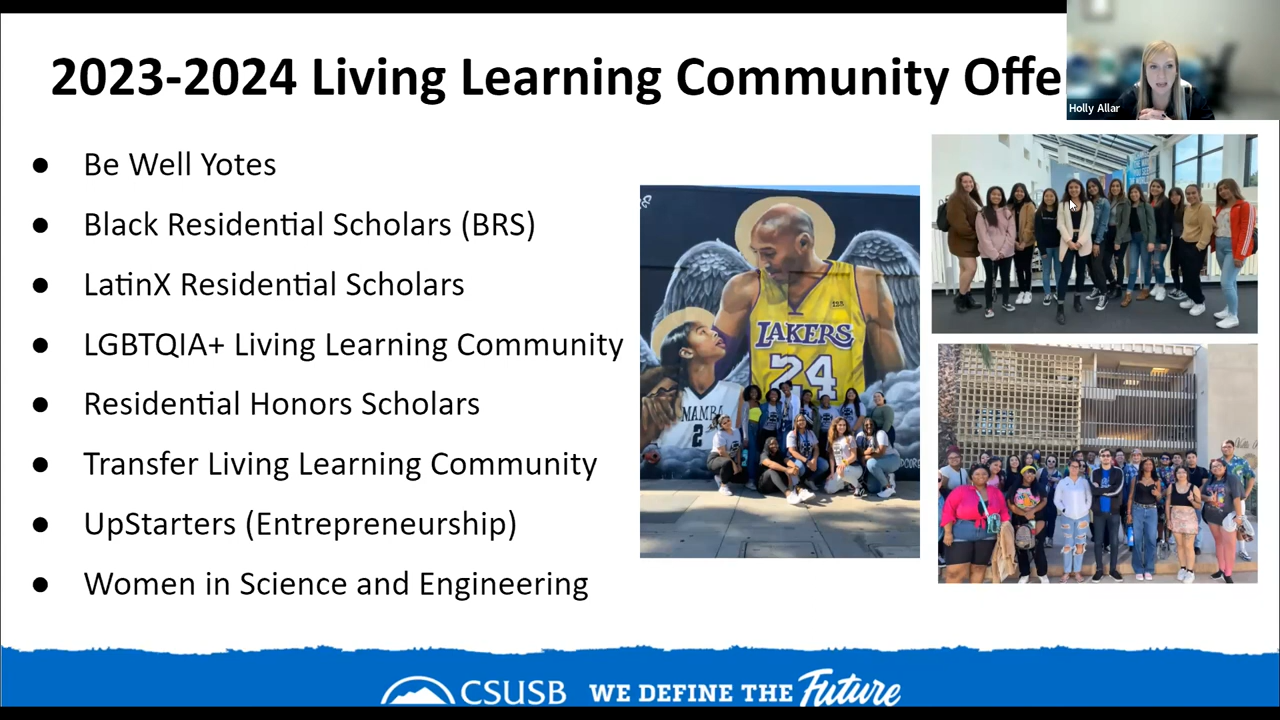 2023-2024 Living Learning Community Offe
Holly Allar
● Be Well Yotes
● Black Residential Scholars (BRS)
● LatinX Residential Scholars
● LGBTQIA+ Living Learning Community
● Residential Honors Scholars
● Transfer Living Learning Community
● UpStarters (Entrepreneurship)
● Women in Science and Engineering
LAKERS
24
MAMBA
2
CSUSB WE DEFINE THE Future